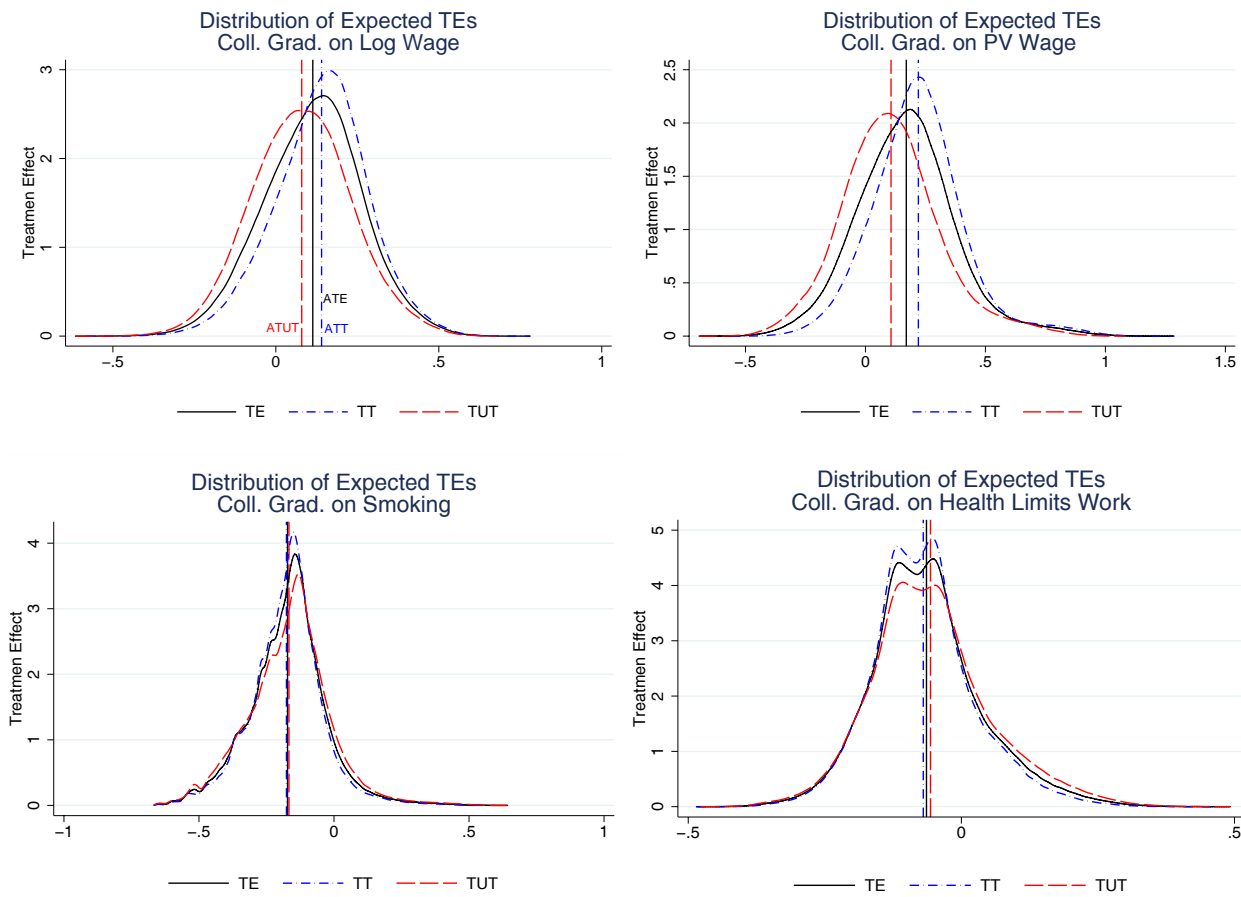 Distribution of Expected TEs
Coll. Grad. on Log Wage
Treatmen Effect
3
2
1
0
ATE
ATUT
ATT
−.5
0
.5
1
TE
TT
TUT
Distribution of Expected TEs
Coll. Grad. on PV Wage
Treatmen Effect
2.5
2
1.5
1
.5
0
−.5
0
.5
1
1.5
TE
TT
TUT
Distribution of Expected TEs
Coll. Grad. on Smoking
Treatmen Effect
4
3
2
1
0
−1
−.5
0
.5
1
TE
TT
TUT
Distribution of Expected TEs
Coll. Grad. on Health Limits Work
Treatmen Effect
5
4
3
2
1
0
−.5
0
.5
TE
TT
TUT